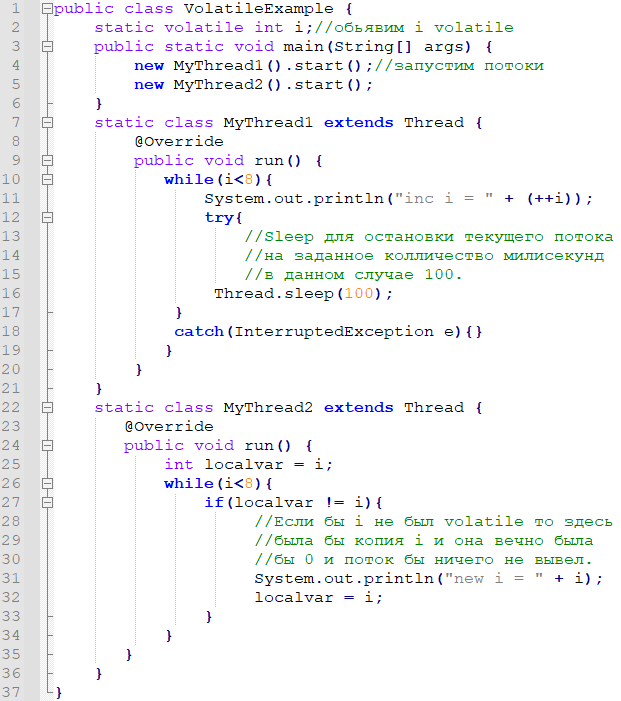 1 public class VolatileExample {
2 static volatile int i;//обьявим i volatile
3 public static void main(String[] args) {
4 new MyThread1().start();//запустим потоки
5 new MyThread2().start();
6 }
7 static class MyThread1 extends Thread {
8 @Override
9 public void run() {
10 while(i<8){
11 System.out.println("inc i = " + (++i));
12 try{
13 //Sleep для остановки текущего потока
14 //на заданное колличество милисекунд
15 //в данном случае 100.
16 Thread.sleep(100);
17 }
18 catch(InterruptedException e){}
19 }
20 }
21 }
22 static class MyThread2 extends Thread {
23 @Override
24 public void run() {
25 int localvar = i;
26 while(i<8){
27 if(localvar != i){
28 //Если бы i не был volatile то здесь
29 //была бы копия i и она вечно была
30 //бы 0 и поток бы ничего не вывел.
31 System.out.println("new i = " + i);
32 localvar = i;
33 }
34 }
35 }
36 }
37 }